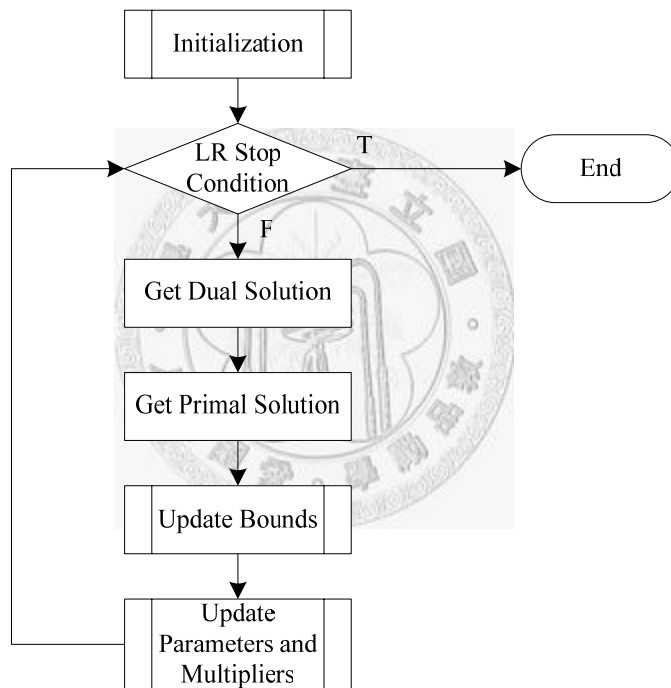 Initialization
LR Stop
Condition
T
End
F
Get Dual Solution
Get Primal Solution
Update Bounds
Update
Parameters and
Multipliers